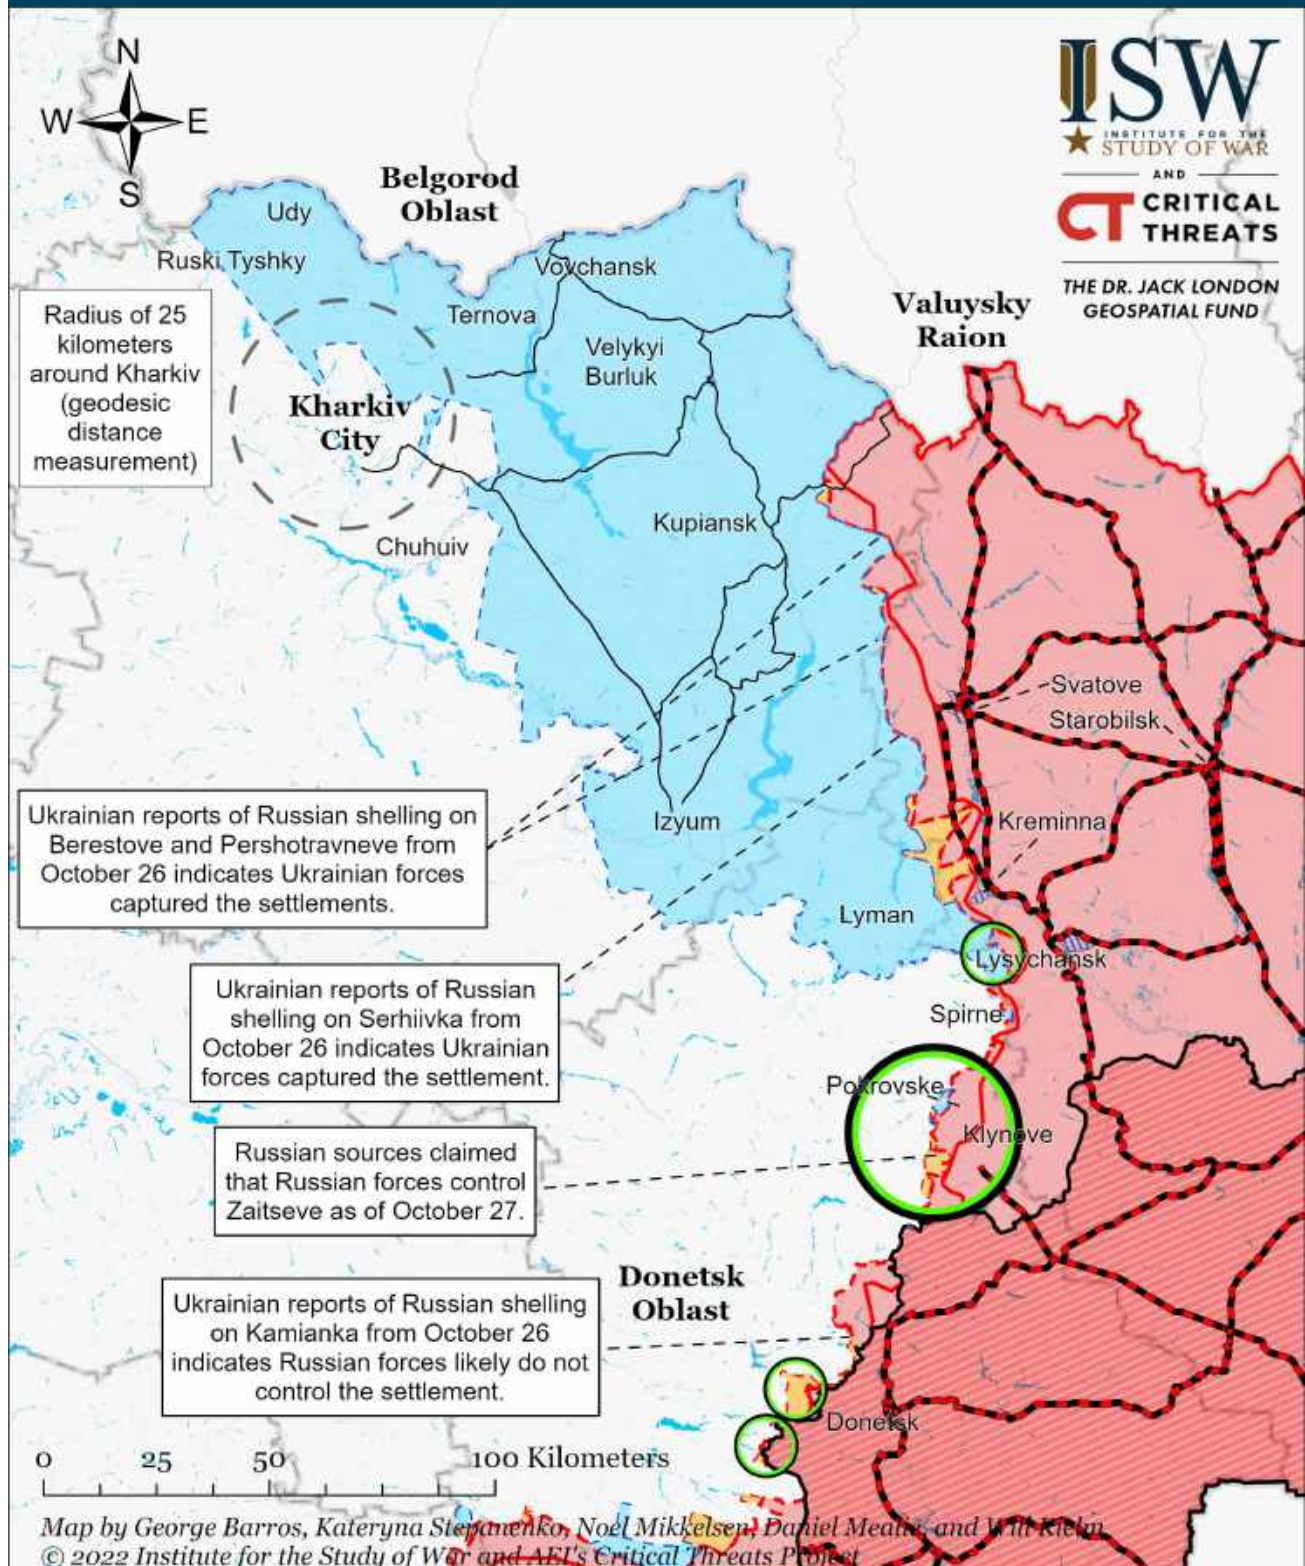 N
W E
S
ISW
INSTITUTE FOR THE
STUDY OF WAR
AND
CT CRITICAL
THREATS
THE DR. JACK LONDON
GEOSPATIAL FUND
Belgorod
Oblast
Udy
Ruski Tyshky
Vovchansk
Ternova
Valuysky
Raion
Radius of 25
kilometers
around Kharkiv
(geodesic
distance
measurement)
Velykyi
Burluk
Kharkiv
City
Kupiansk
Chuhuiv
Svatove
Starobilsk
Ukrainian reports of Russian shelling on
Berestove and Pershotravneve from
October 26 indicates Ukrainian forces
captured the settlements.
Izyum
Kreminna
Lyman
Lysychansk
Ukrainian reports of Russian
shelling on Serhiivka from
October 26 indicates Ukrainian
forces captured the settlement.
Spirne
Pokrovske
Klynove
Russian sources claimed
that Russian forces control
Zaitseve as of October 27.
Donetsk
Oblast
Ukrainian reports of Russian shelling
on Kamianka from October 26
indicates Russian forces likely do not
control the settlement.
Donetsk
0 25 50 100 Kilometers
Map by George Barros, Kateryna Stepanenko, Noel Mikkelsen, Daniel Mealie, and Will Kielm
© 2022 Institute for the Study of War and AEI's Critical Threats Project